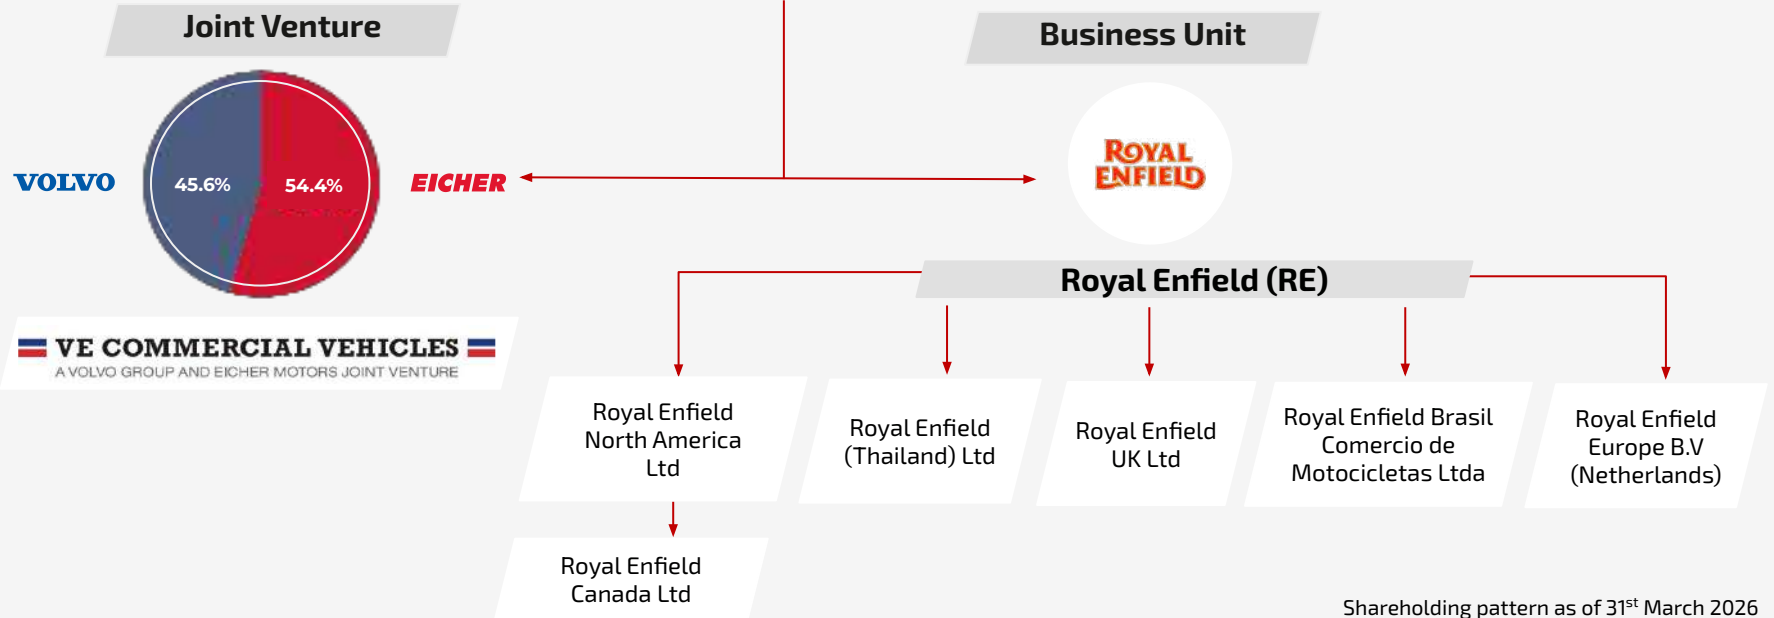 Joint Venture
Business Unit
VOLVO
45.6%
54.4%
EICHER
ROYAL
ENFIELD
VE COMMERCIAL VEHICLES
A VOLVO GROUP AND EICHER MOTORS JOINT VENTURE
Royal Enfield (RE)
Royal Enfield
North America
Ltd
Royal Enfield
(Thailand) Ltd
Royal Enfield
UK Ltd
Royal Enfield Brasil
Comercio de
Motocicletas Ltda
Royal Enfield
Europe B.V
(Netherlands)
Royal Enfield
Canada Ltd
Shareholding pattern as of 31st March 2026